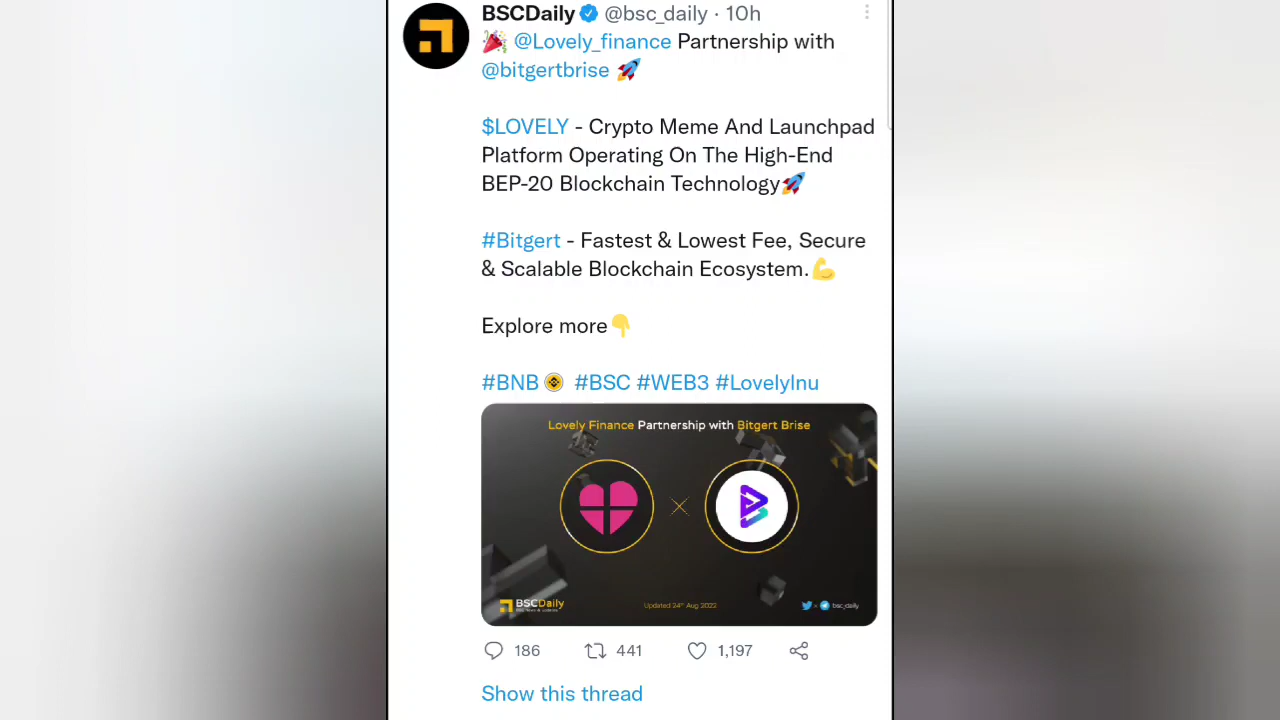 BSCDaily @bsc_daily · 10h
🎉 @Lovely_finance Partnership with
@bitgertbrise 🚀
$LOVELY - Crypto Meme And Launchpad
Platform Operating On The High-End
BEP-20 Blockchain Technology🚀
#Bitgert - Fastest & Lowest Fee, Secure
& Scalable Blockchain Ecosystem.💪
Explore more👇
#BNB #BSC #WEB3 #LovelyInu
Lovely Finance Partnership with Bitgert Brise
BSCDaily
Updated 24th Aug 2022
bsc_daily
186 441 1,197
Show this thread